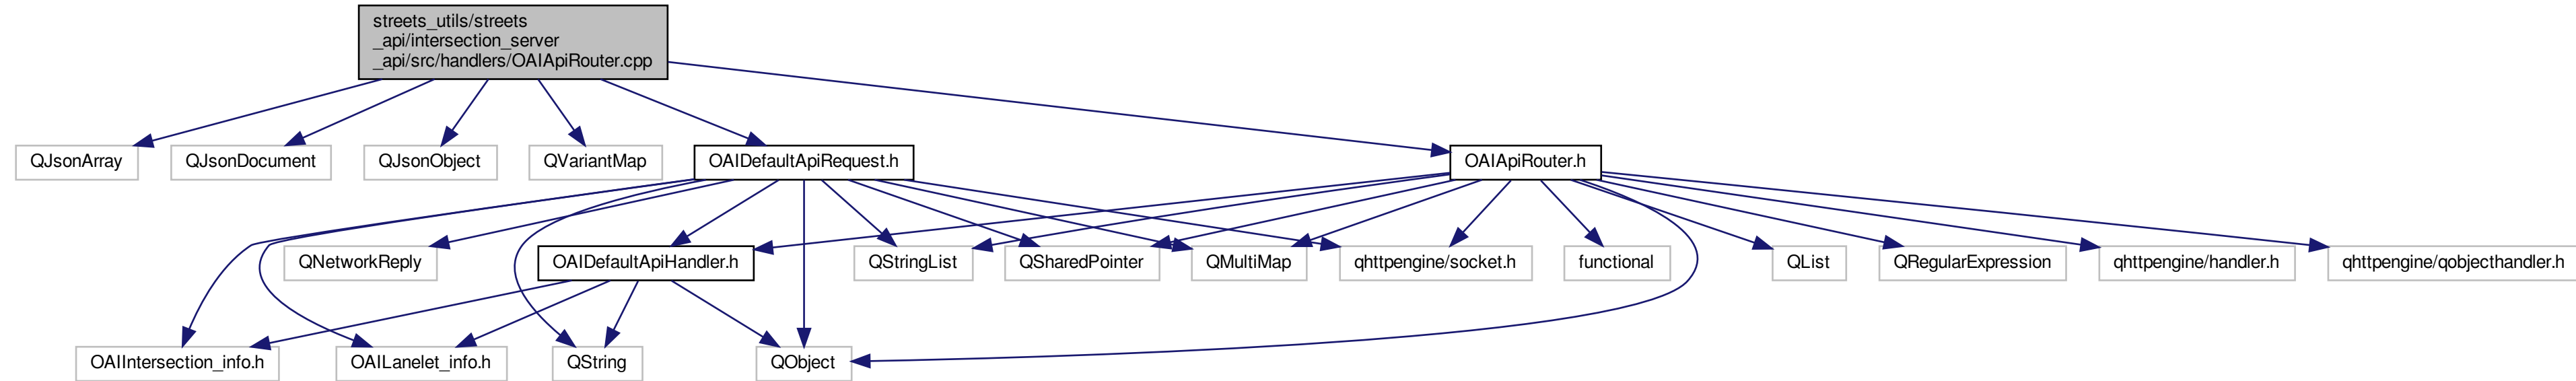 streets_utils/streets
_api/intersection_server
_api/src/handlers/OAIApiRouter.cpp
QJsonArray
QJsonDocument
QJsonObject
QVariantMap
OAIDefaultApiRequest.h
OAIApiRouter.h
QNetworkReply
OAIDefaultApiHandler.h
QStringList
QSharedPointer
QMultiMap
qhttpengine/socket.h
functional
QList
QRegularExpression
qhttpengine/handler.h
qhttpengine/qobjecthandler.h
OAIIntersection_info.h
OAILanelet_info.h
QString
QObject